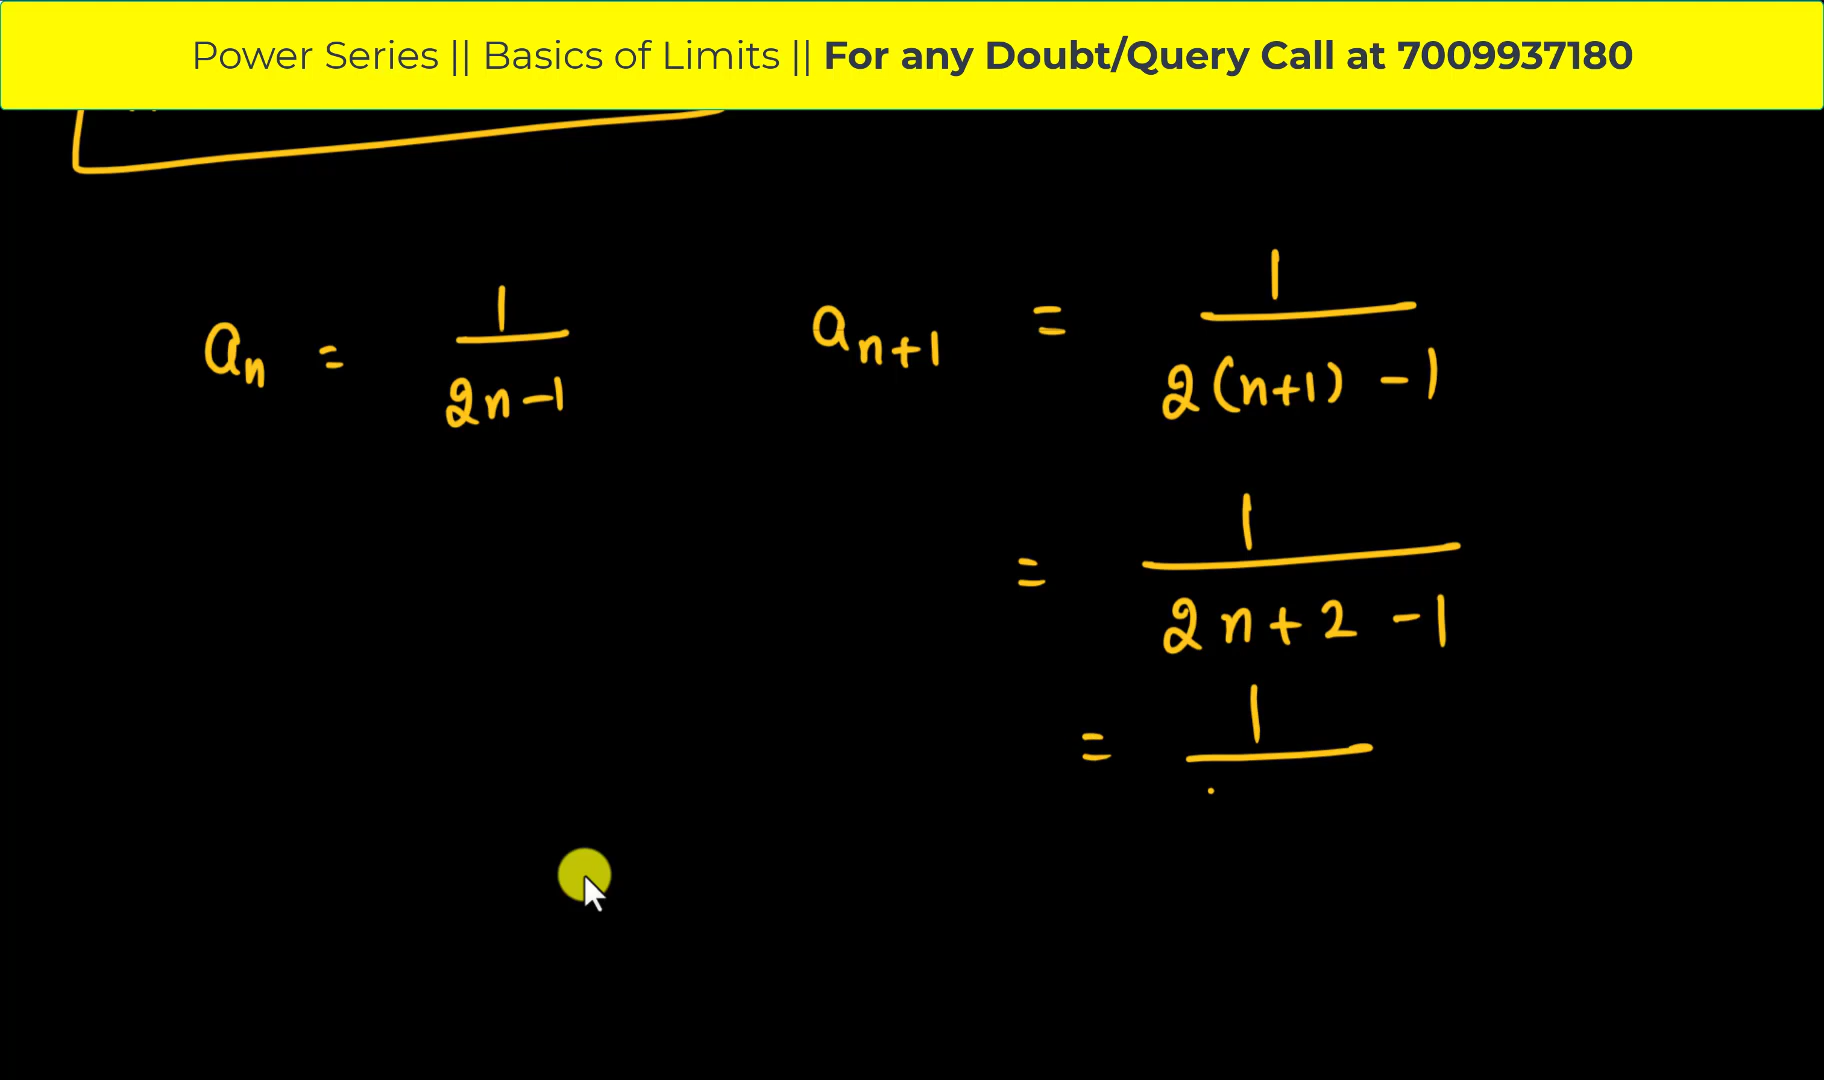 Power Series || Basics of Limits || For any Doubt/Query Call at 7009937180
aₙ = 1/(2n-1)    aₙ₊₁ = 1/(2(n+1) - 1)
= 1/(2n+2 -1)
= 1/